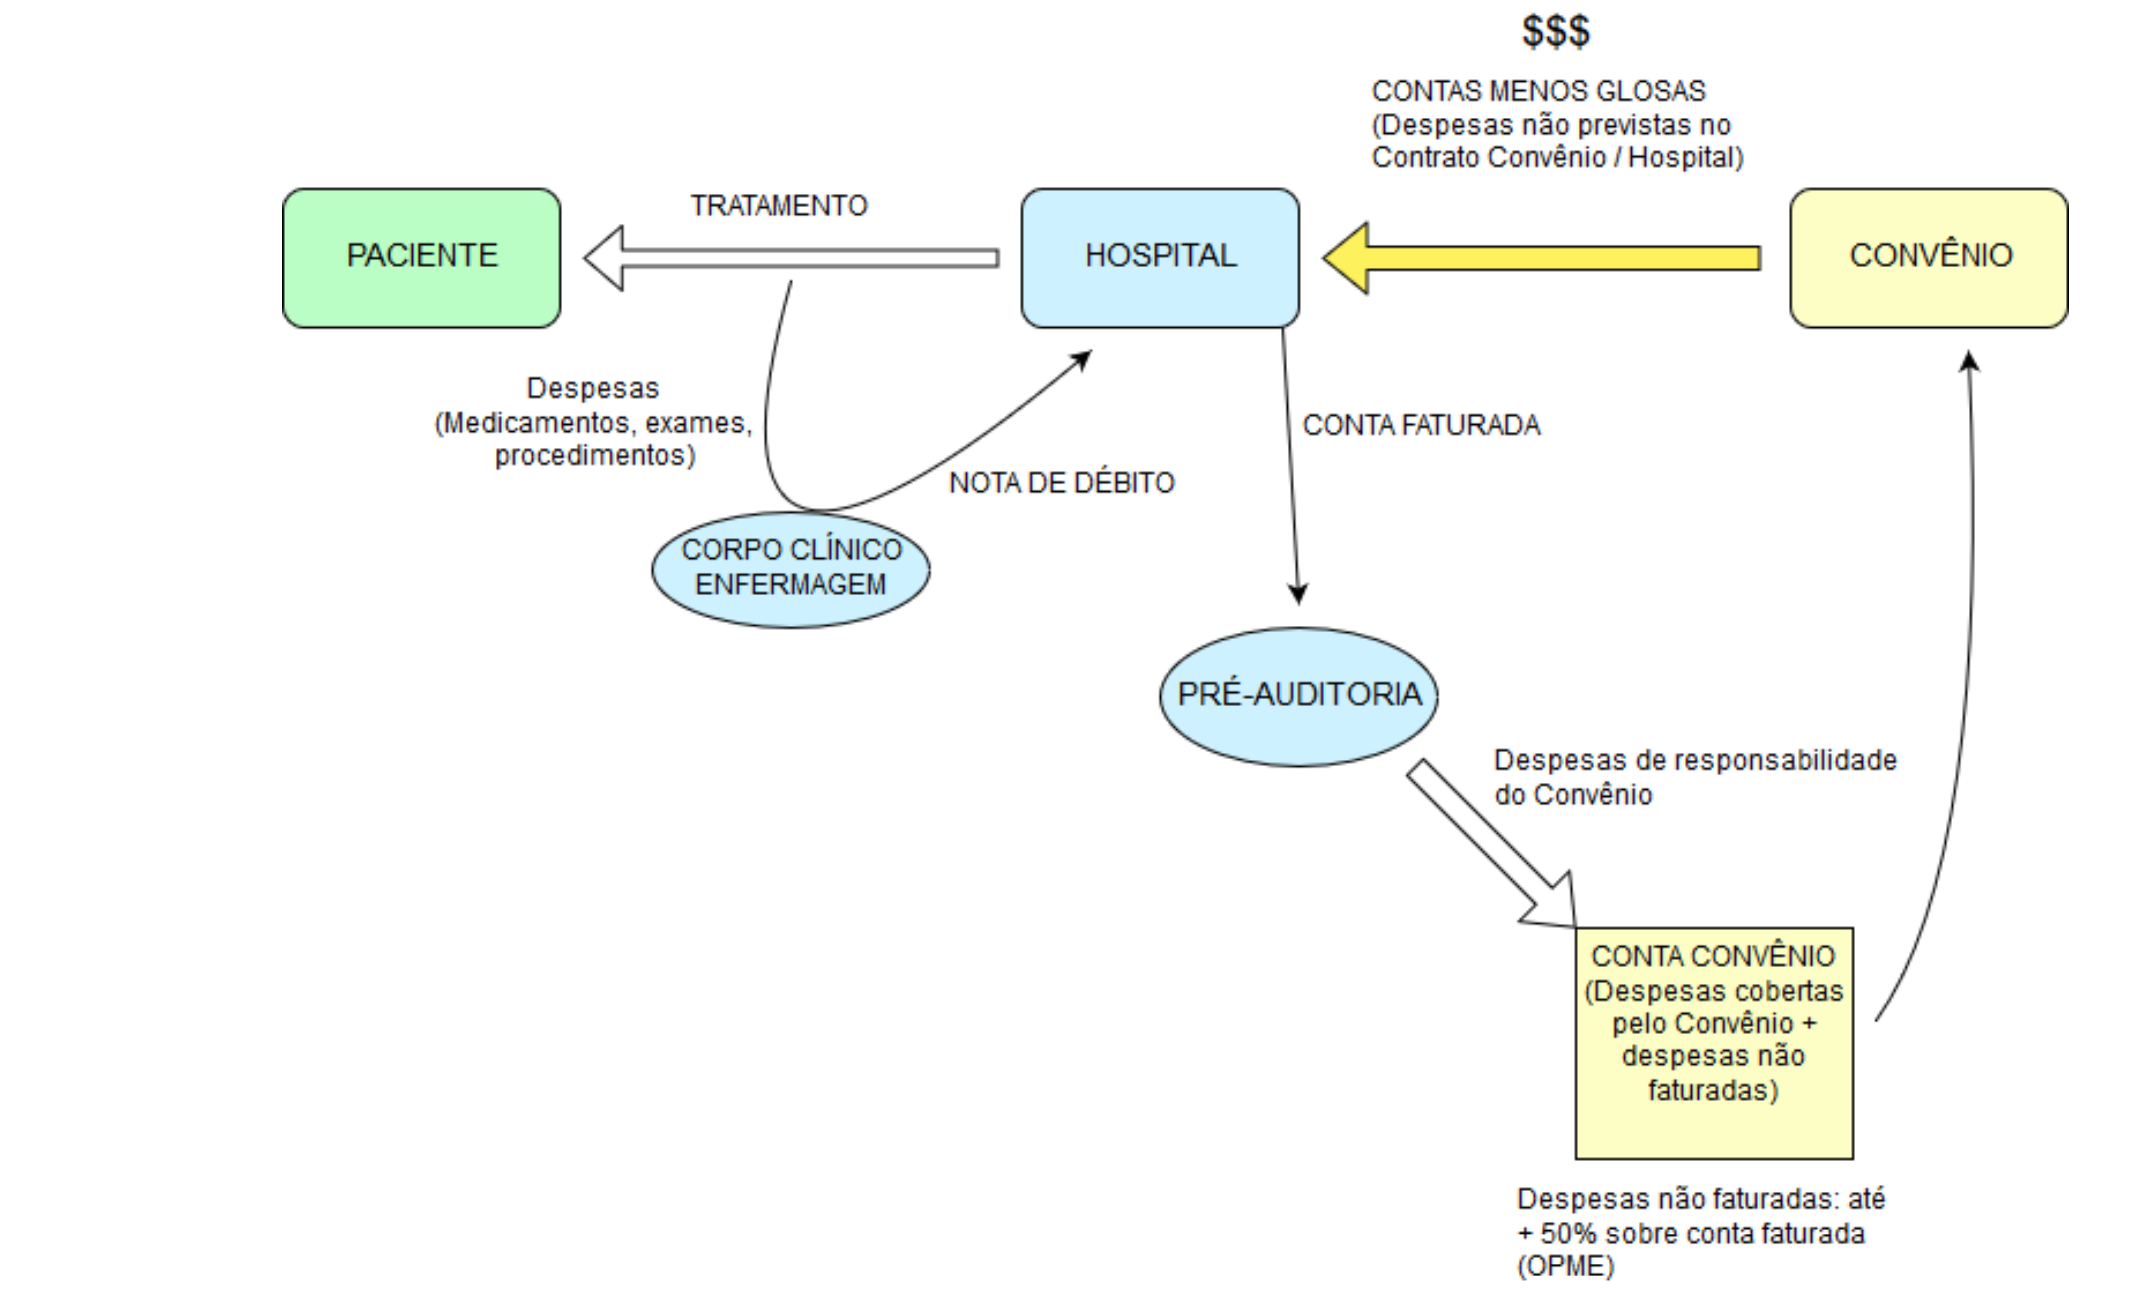 $$$
CONTAS MENOS GLOSAS
(Despesas não previstas no
Contrato Convênio / Hospital)
TRATAMENTO
PACIENTE
HOSPITAL
CONVÊNIO
Despesas
(Medicamentos, exames,
procedimentos)
CONTA FATURADA
NOTA DE DÉBITO
CORPO CLÍNICO
ENFERMAGEM
PRÉ-AUDITORIA
Despesas de responsabilidade
do Convênio
CONTA CONVÊNIO
(Despesas cobertas
pelo Convênio +
despesas não
faturadas)
Despesas não faturadas: até
+ 50% sobre conta faturada
(OPME)